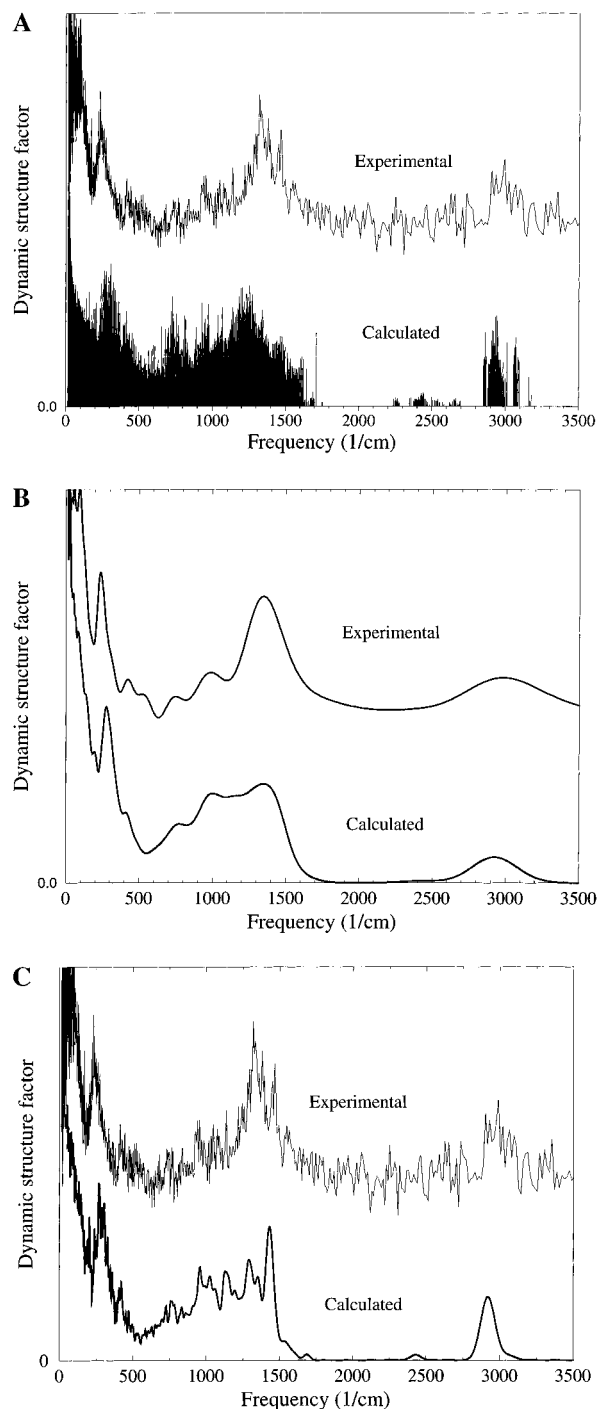 A
Dynamic structure factor
Experimental
Calculated
0.0
0 500 1000 1500 2000 2500 3000 3500
Frequency (1/cm)
B
Dynamic structure factor
Experimental
Calculated
0.0
0 500 1000 1500 2000 2500 3000 3500
Frequency (1/cm)
C
Dynamic structure factor
Experimental
Calculated
0
0 500 1000 1500 2000 2500 3000 3500
Frequency (1/cm)